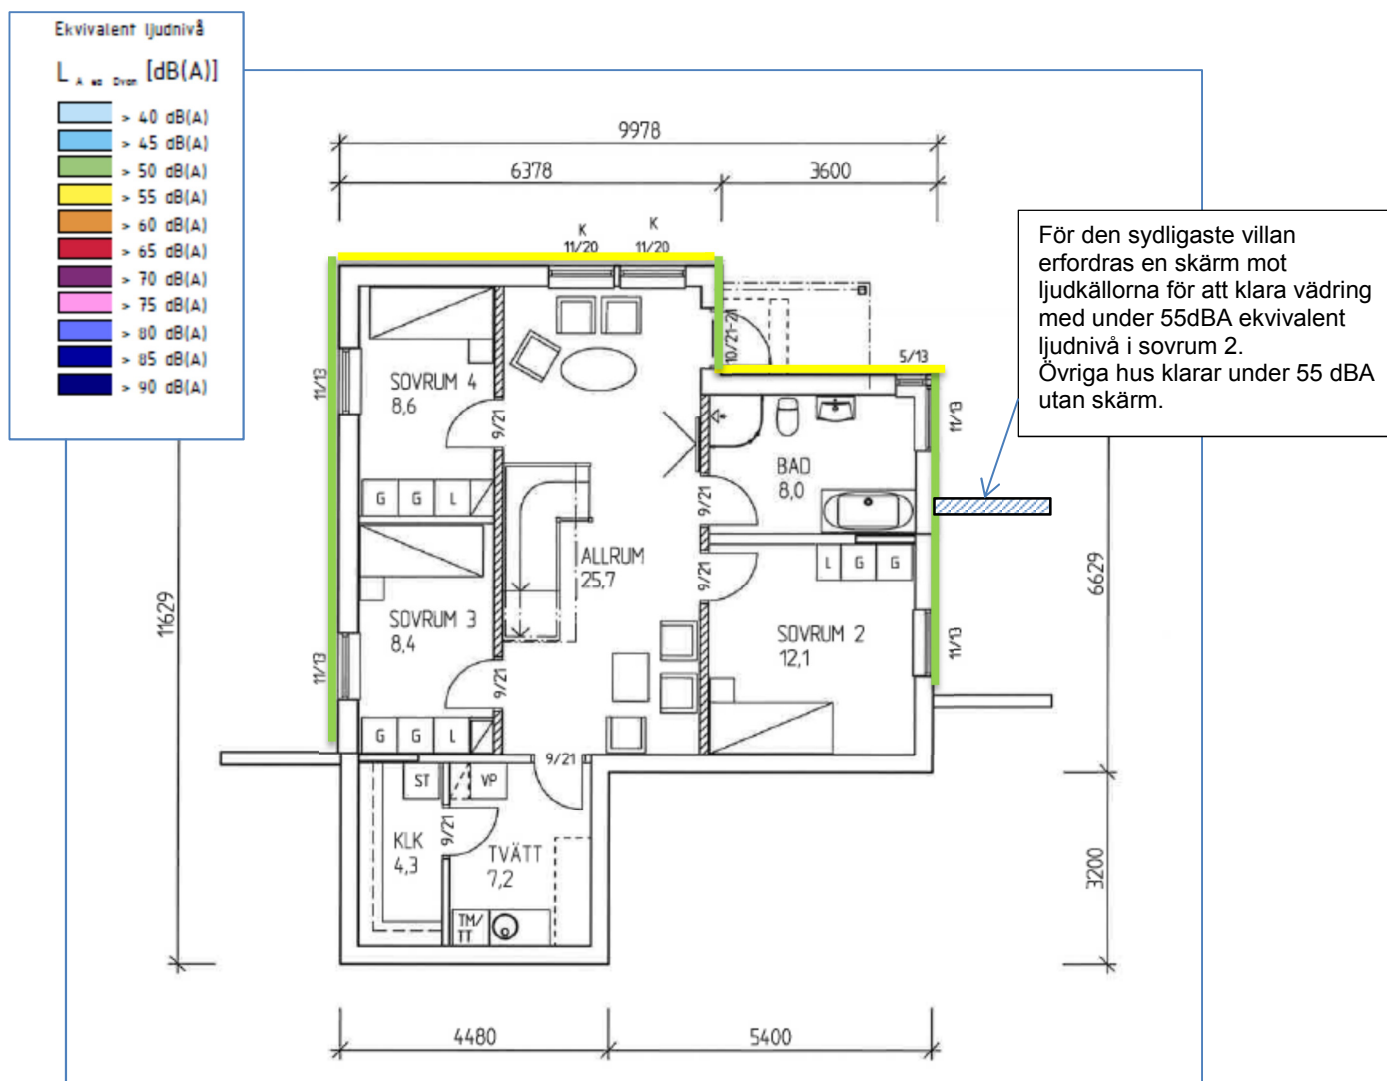 Ekvivalent ljudnivå
L A eq Dvan [dB(A)]
> 40 dB(A)
> 45 dB(A)
> 50 dB(A)
> 55 dB(A)
> 60 dB(A)
> 65 dB(A)
> 70 dB(A)
> 75 dB(A)
> 80 dB(A)
> 85 dB(A)
> 90 dB(A)
9978
6378
3600
För den sydligaste villan
erfordras en skärm mot
ljudkällorna för att klara vädring
med under 55dBA ekvivalent
ljudnivå i sovrum 2.
Övriga hus klarar under 55 dBA
utan skärm.
K
11/20
K
11/20
10/21-21
5/13
11/13
11/13
SOVRUM 4
8,6
9/21
G G L
BAD
8,0
9/21
ALLRUM
25,7
9/21
L G G
11629
6629
SOVRUM 3
8,4
11/13
9/21
SOVRUM 2
12,1
11/13
G G L
9/21
ST
VP
KLK
4,3
9/21
TVÄTT
7,2
TM/
TT
3200
4480
5400